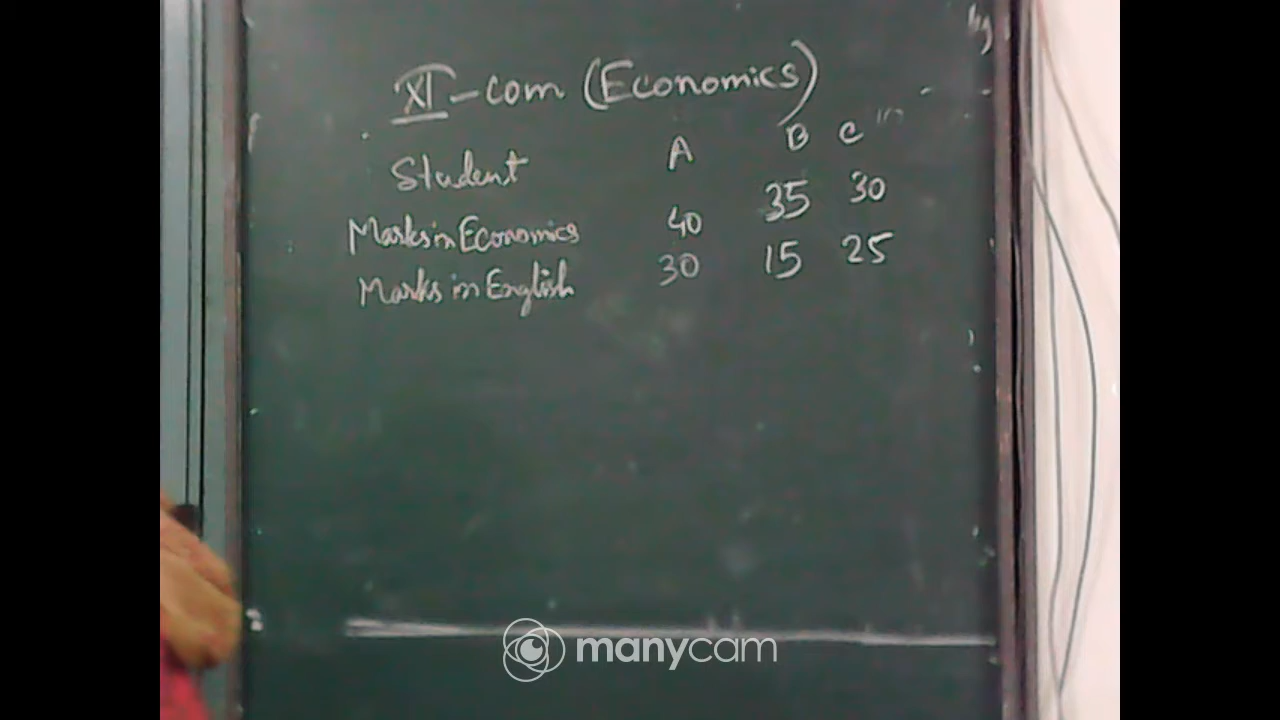 XI - com (Economics)
Student A B C
Marks in Economics 40 35 30
Marks in English 30 15 25
manycam